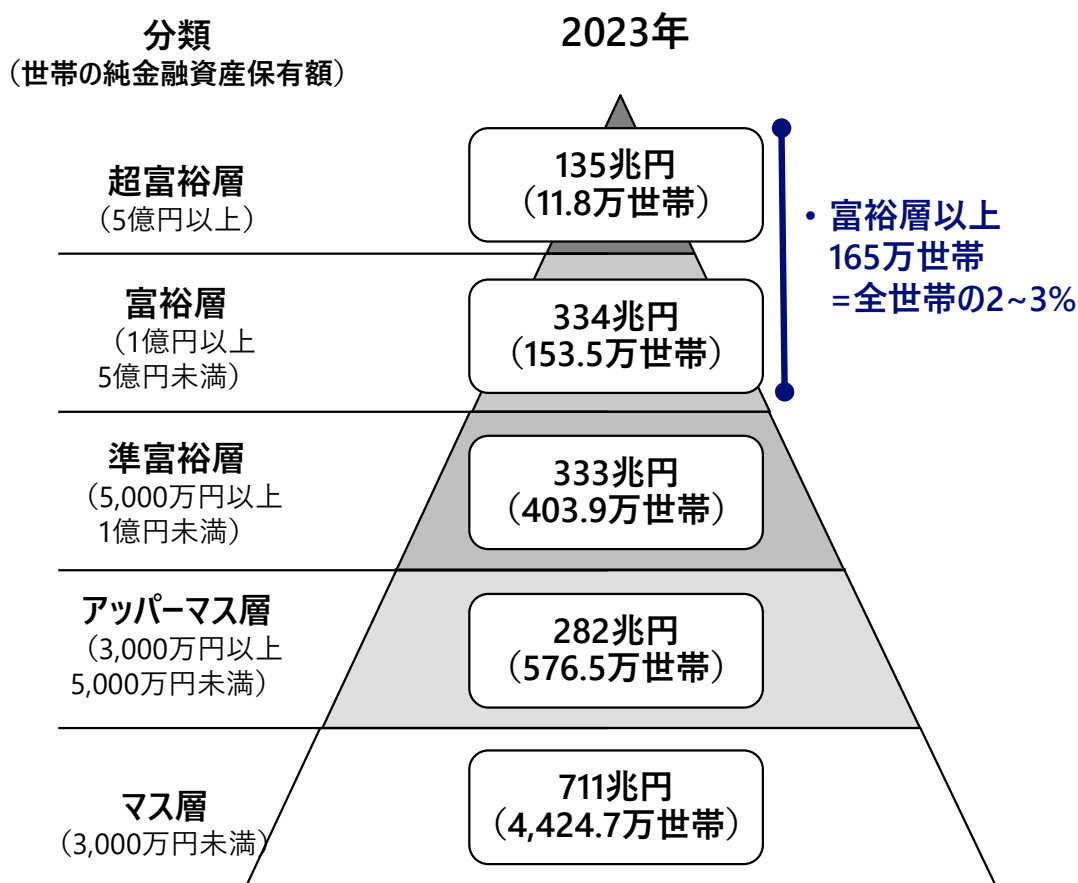 分類
（世帯の純金融資産保有額）
2023年
超富裕層
（5億円以上）
135兆円
（11.8万世帯）
・富裕層以上
165万世帯
=全世帯の2~3%
富裕層
（1億円以上
5億円未満）
334兆円
（153.5万世帯）
準富裕層
（5,000万円以上
1億円未満）
333兆円
（403.9万世帯）
アッパーマス層
（3,000万円以上
5,000万円未満）
282兆円
（576.5万世帯）
マス層
（3,000万円未満）
711兆円
（4,424.7万世帯）